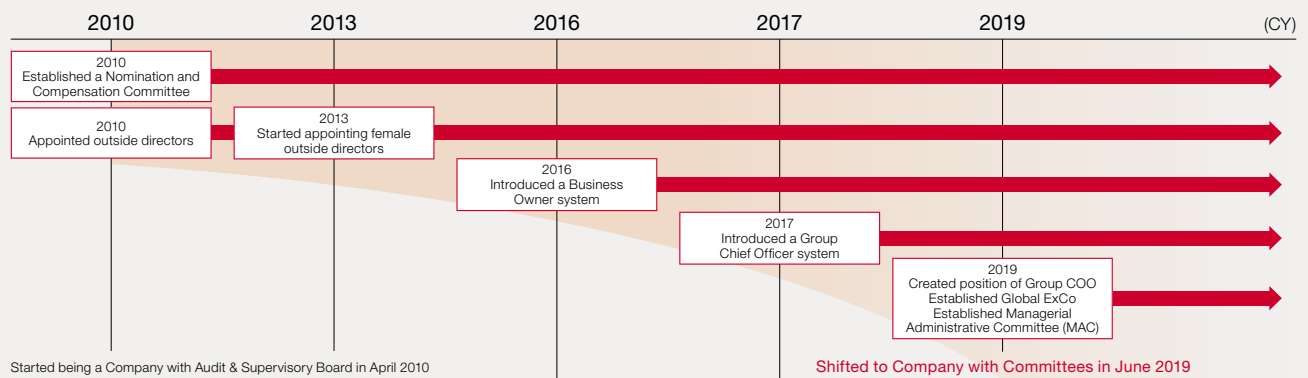 2010
2013
2016
2017
2019
(CY)
2010
Established a Nomination and
Compensation Committee
2010
Appointed outside directors
2013
Started appointing female
outside directors
2016
Introduced a Business
Owner system
2017
Introduced a Group
Chief Officer system
2019
Created position of Group COO
Established Global ExCo
Established Managerial
Administrative Committee (MAC)
Started being a Company with Audit & Supervisory Board in April 2010
Shifted to Company with Committees in June 2019